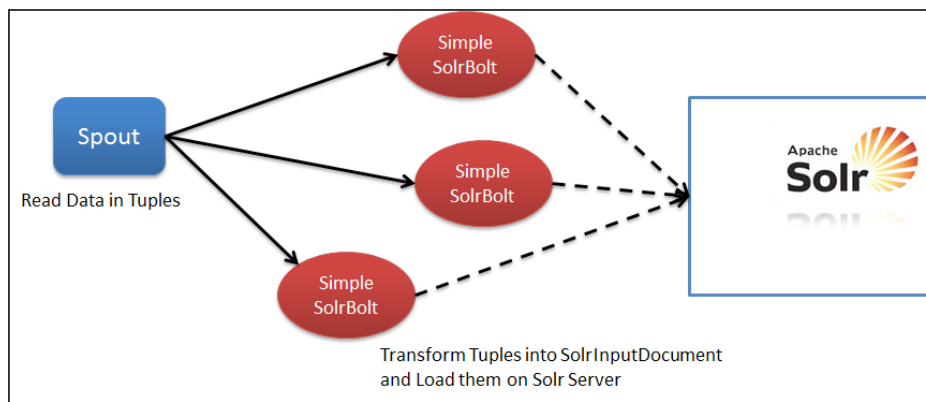 Simple
SolrBolt
Spout
Read Data in Tuples
Simple
SolrBolt
Simple
SolrBolt
Apache
Solr
Transform Tuples into SolrInputDocument
and Load them on Solr Server